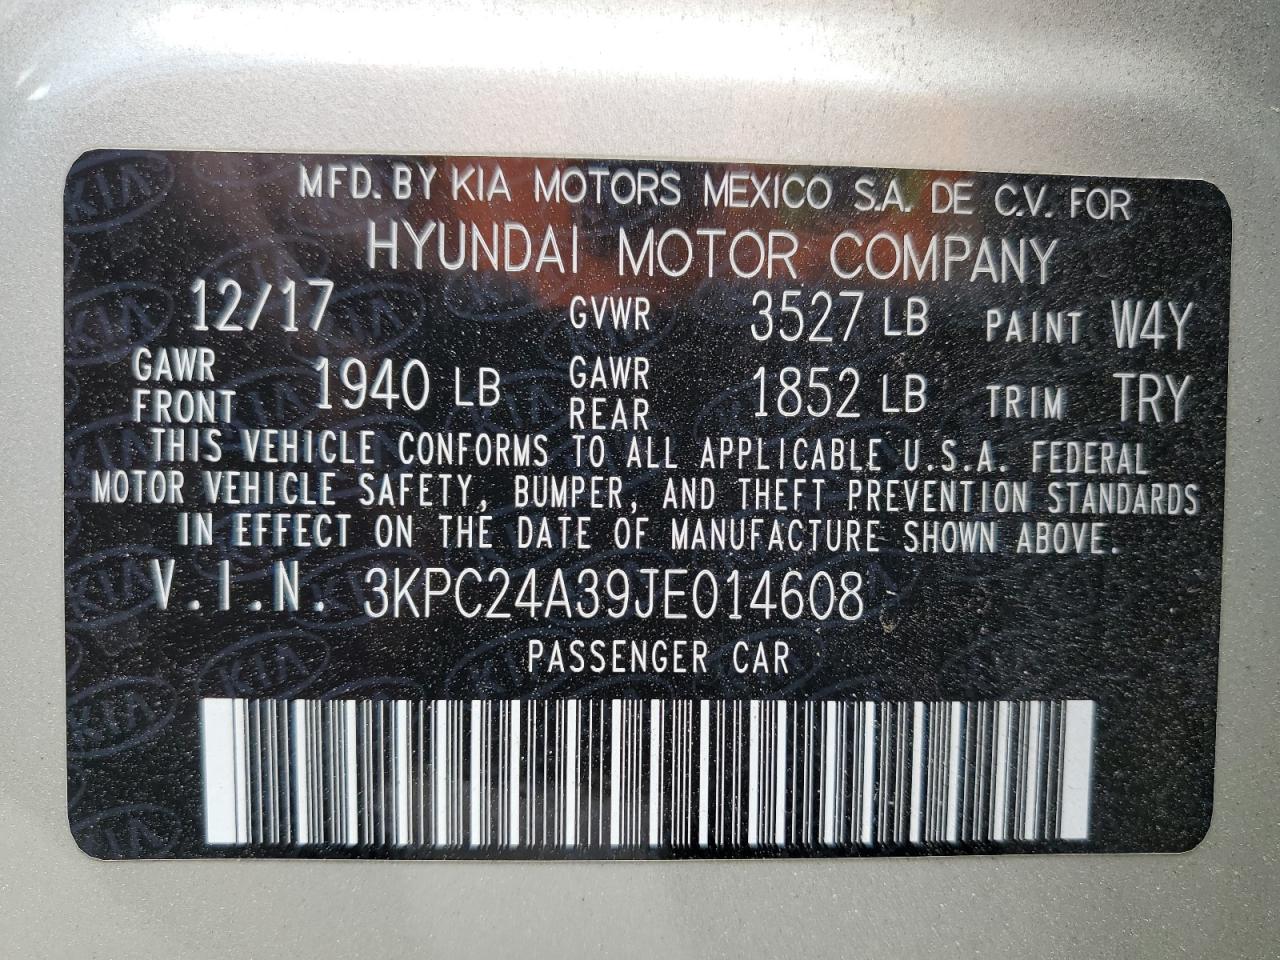 MFD. BY KIA MOTORS MEXICO S.A. DE C.V. FOR
HYUNDAI MOTOR COMPANY
12/17 GVWR 3527 LB PAINT W4Y
GAWR FRONT 1940 LB GAWR REAR 1852 LB TRIM TRY
THIS VEHICLE CONFORMS TO ALL APPLICABLE U.S.A. FEDERAL
MOTOR VEHICLE SAFETY, BUMPER, AND THEFT PREVENTION STANDARDS
IN EFFECT ON THE DATE OF MANUFACTURE SHOWN ABOVE.
V.I.N. 3KPC24A39JE014608
PASSENGER CAR